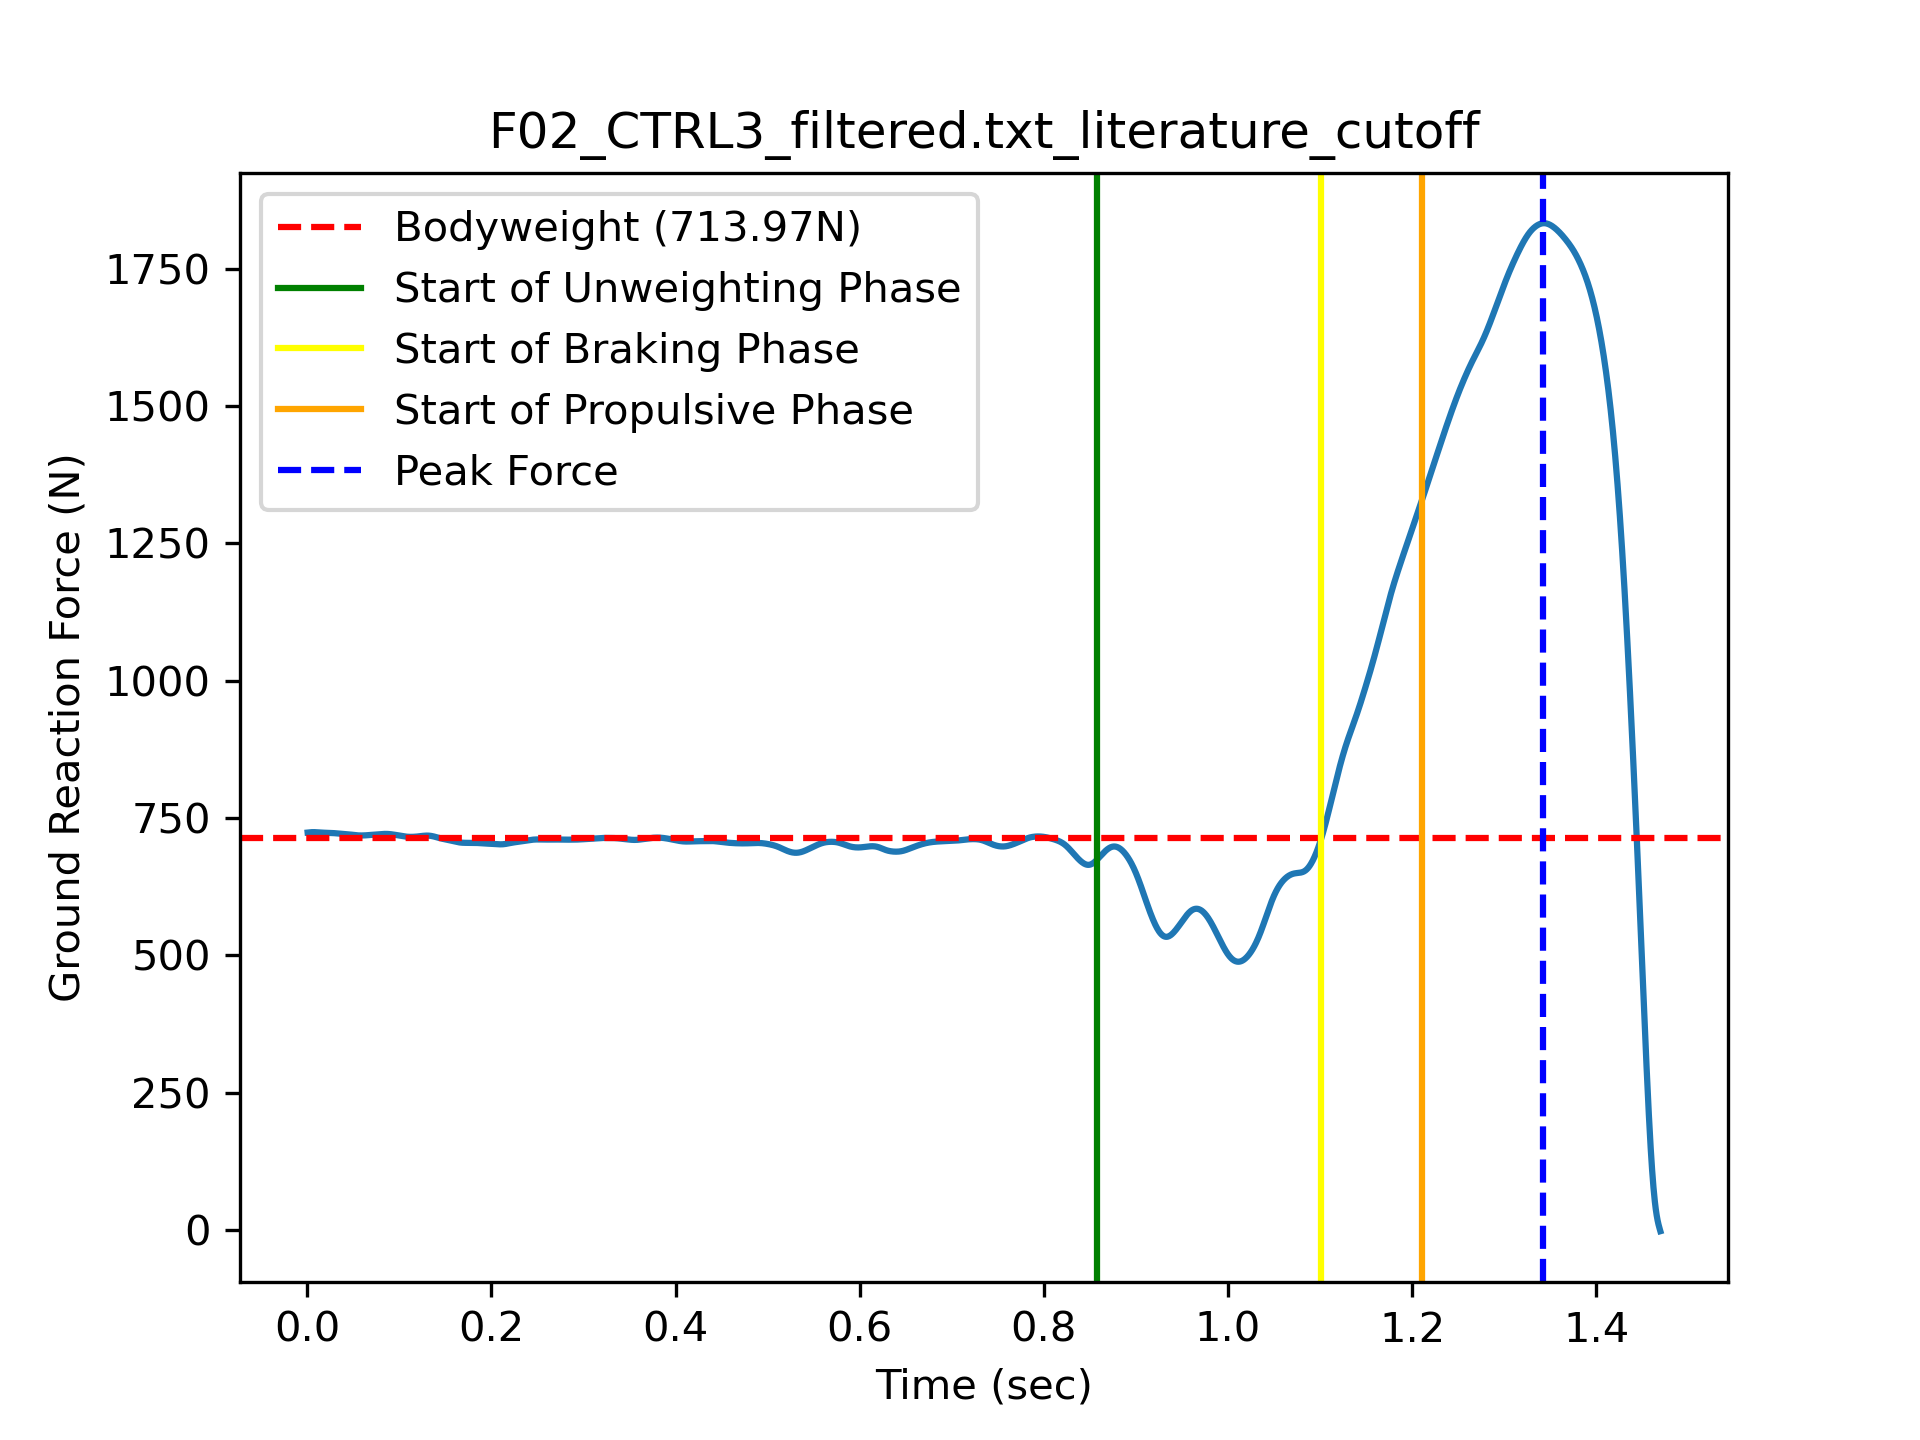 F02_CTRL3_filtered.txt_literature_cutoff
Bodyweight (713.97N)
Start of Unweighting Phase
Start of Braking Phase
Start of Propulsive Phase
Peak Force
Ground Reaction Force (N)
1750
1500
1250
1000
750
500
250
0
0.0 0.2 0.4 0.6 0.8 1.0 1.2 1.4
Time (sec)